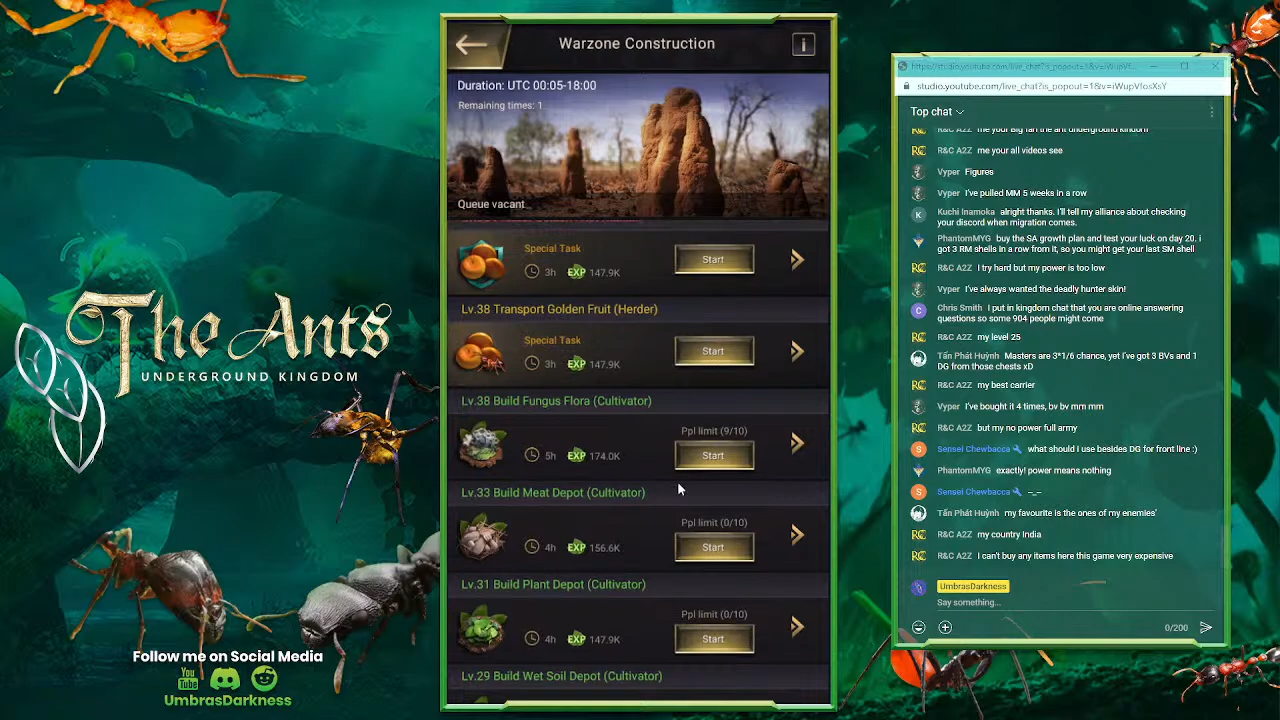 The Ants
UNDERGROUND KINGDOM
Follow me on Social Media
You
Tube
UmbrasDarkness
Warzone Construction
i
Duration: UTC 00:05-18:00
Remaining times: 1
Queue vacant
Special Task
3h EXP 147.9K
Start
Lv.38 Transport Golden Fruit (Herder)
Special Task
3h EXP 147.9K
Start
Lv.38 Build Fungus Flora (Cultivator)
Ppl limit (9/10)
5h EXP 174.0K
Start
Lv.33 Build Meat Depot (Cultivator)
Ppl limit (0/10)
4h EXP 156.6K
Start
Lv.31 Build Plant Depot (Cultivator)
Ppl limit (0/10)
4h EXP 147.9K
Start
Lv.29 Build Wet Soil Depot (Cultivator)
studio.youtube.com/live_chat?is_popout=1&v=iWupVfosXsY
Top chat
R&C A2Z me your Big fan the ant underground kindom
R&C A2Z me your all videos see
Vyper Figures
Vyper I've pulled MM 5 weeks in a row
K Kuchi Inamoka alright thanks. I'll tell my alliance about checking
your discord when migration comes.
PhantomMYG buy the SA growth plan and test your luck on day 20. i
got 3 RM shells in a row from it, so you might get your last SM shell
R&C A2Z I try hard but my power is too low
Vyper I've always wanted the deadly hunter skin!
C Chris Smith I put in kingdom chat that you are online answering
questions so some 904 people might come
R&C A2Z my level 25
Tấn Phát Huỳnh Masters are 3*1/6 chance, yet I've got 3 BVs and 1
DG from those chests xD
R&C A2Z my best carrier
Vyper I've bought it 4 times, bv bv mm mm
R&C A2Z but my no power full army
S Sensei Chewbacca what should I use besides DG for front line :)
PhantomMYG exactly! power means nothing
S Sensei Chewbacca -_-
Tấn Phát Huỳnh my favourite is the ones of my enemies'
R&C A2Z my country India
R&C A2Z I can't buy any items here this game very expensive
UmbrasDarkness
Say something...
0/200